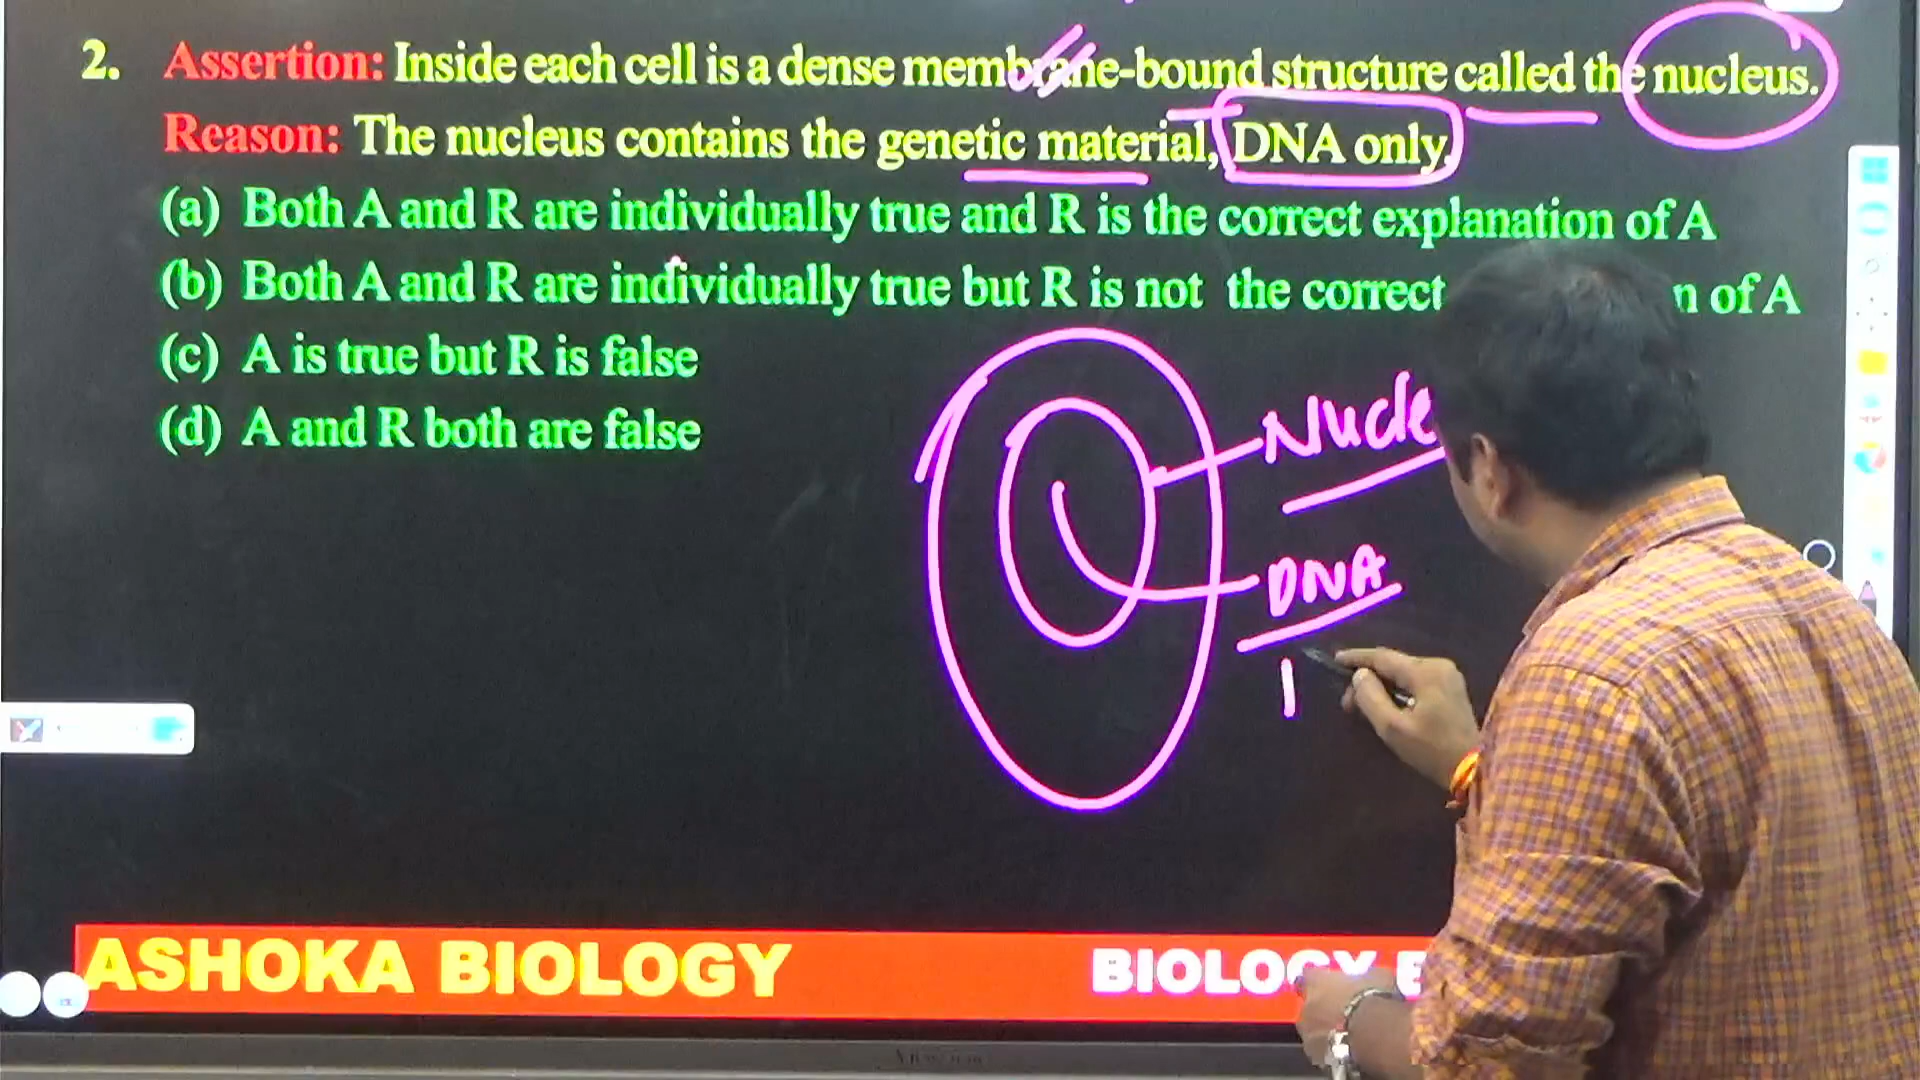 2. Assertion: Inside each cell is a dense membrane-bound structure called the nucleus.
Reason: The nucleus contains the genetic material, DNA only.
(a) Both A and R are individually true and R is the correct explanation of A
(b) Both A and R are individually true but R is not the correct n of A
(c) A is true but R is false
(d) A and R both are false
Nucle
DNA
ASHOKA BIOLOGY
BIOLOGY E